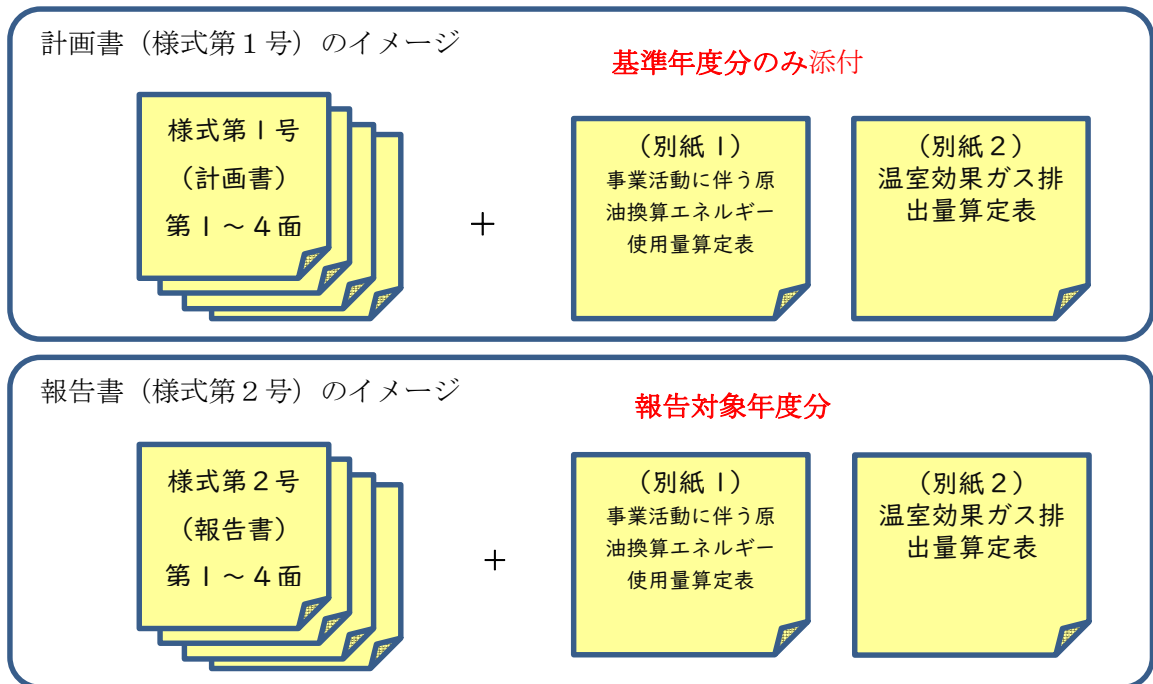 計画書（様式第１号）のイメージ
基準年度分のみ添付
様式第１号
（計画書）
第１～４面
＋
（別紙１）
事業活動に伴う原
油換算エネルギー
使用量算定表
（別紙２）
温室効果ガス排
出量算定表
報告書（様式第２号）のイメージ
報告対象年度分
様式第２号
（報告書）
第１～４面
＋
（別紙１）
事業活動に伴う原
油換算エネルギー
使用量算定表
（別紙２）
温室効果ガス排
出量算定表